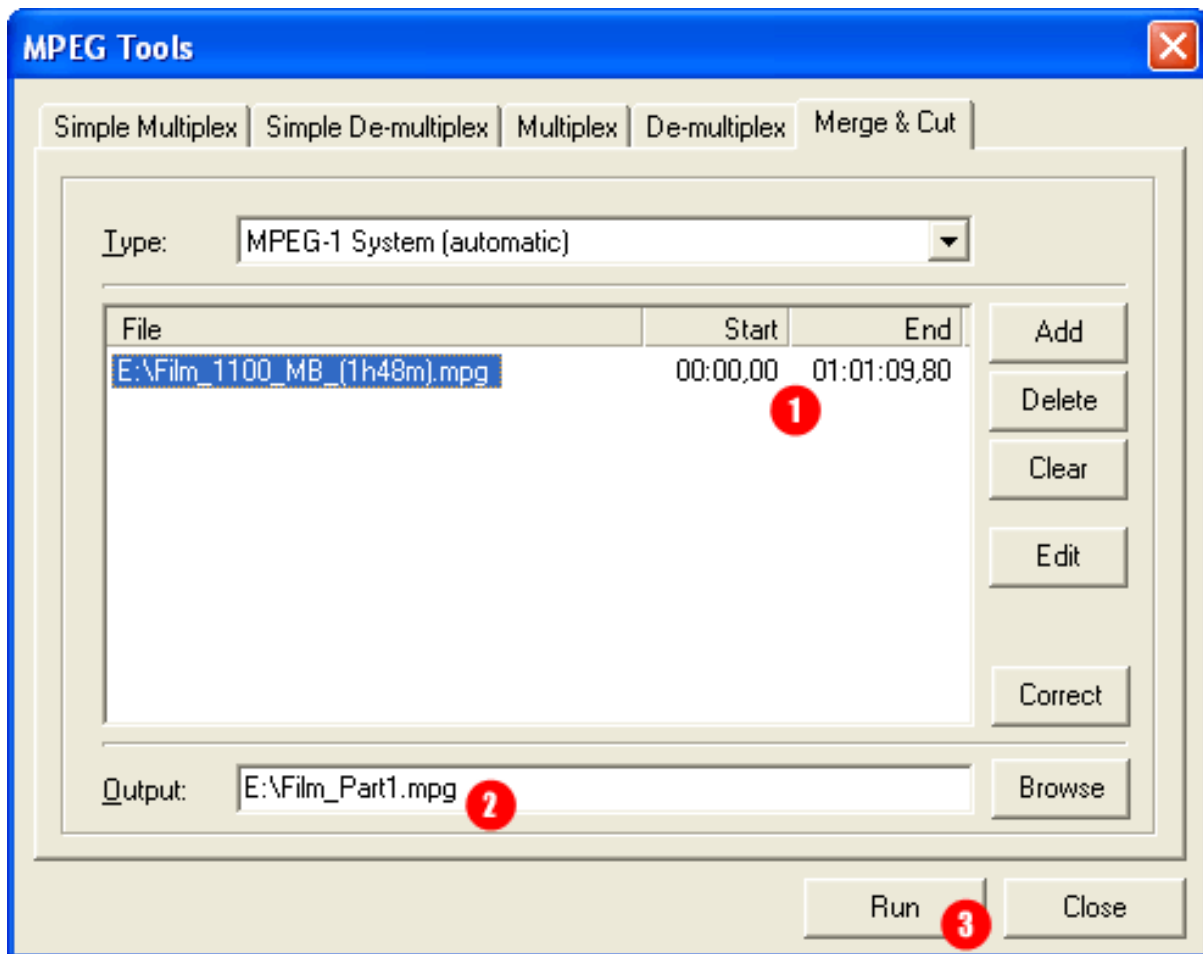 MPEG Tools
Simple Multiplex Simple De-multiplex Multiplex De-multiplex Merge & Cut
Type: MPEG-1 System (automatic)
File Start End
E:\Film_1100_MB_(1h48m).mpg 00:00,00 01:01:09,80
1
Add
Delete
Clear
Edit
Correct
Output: E:\Film_Part1.mpg 2 Browse
Run 3 Close